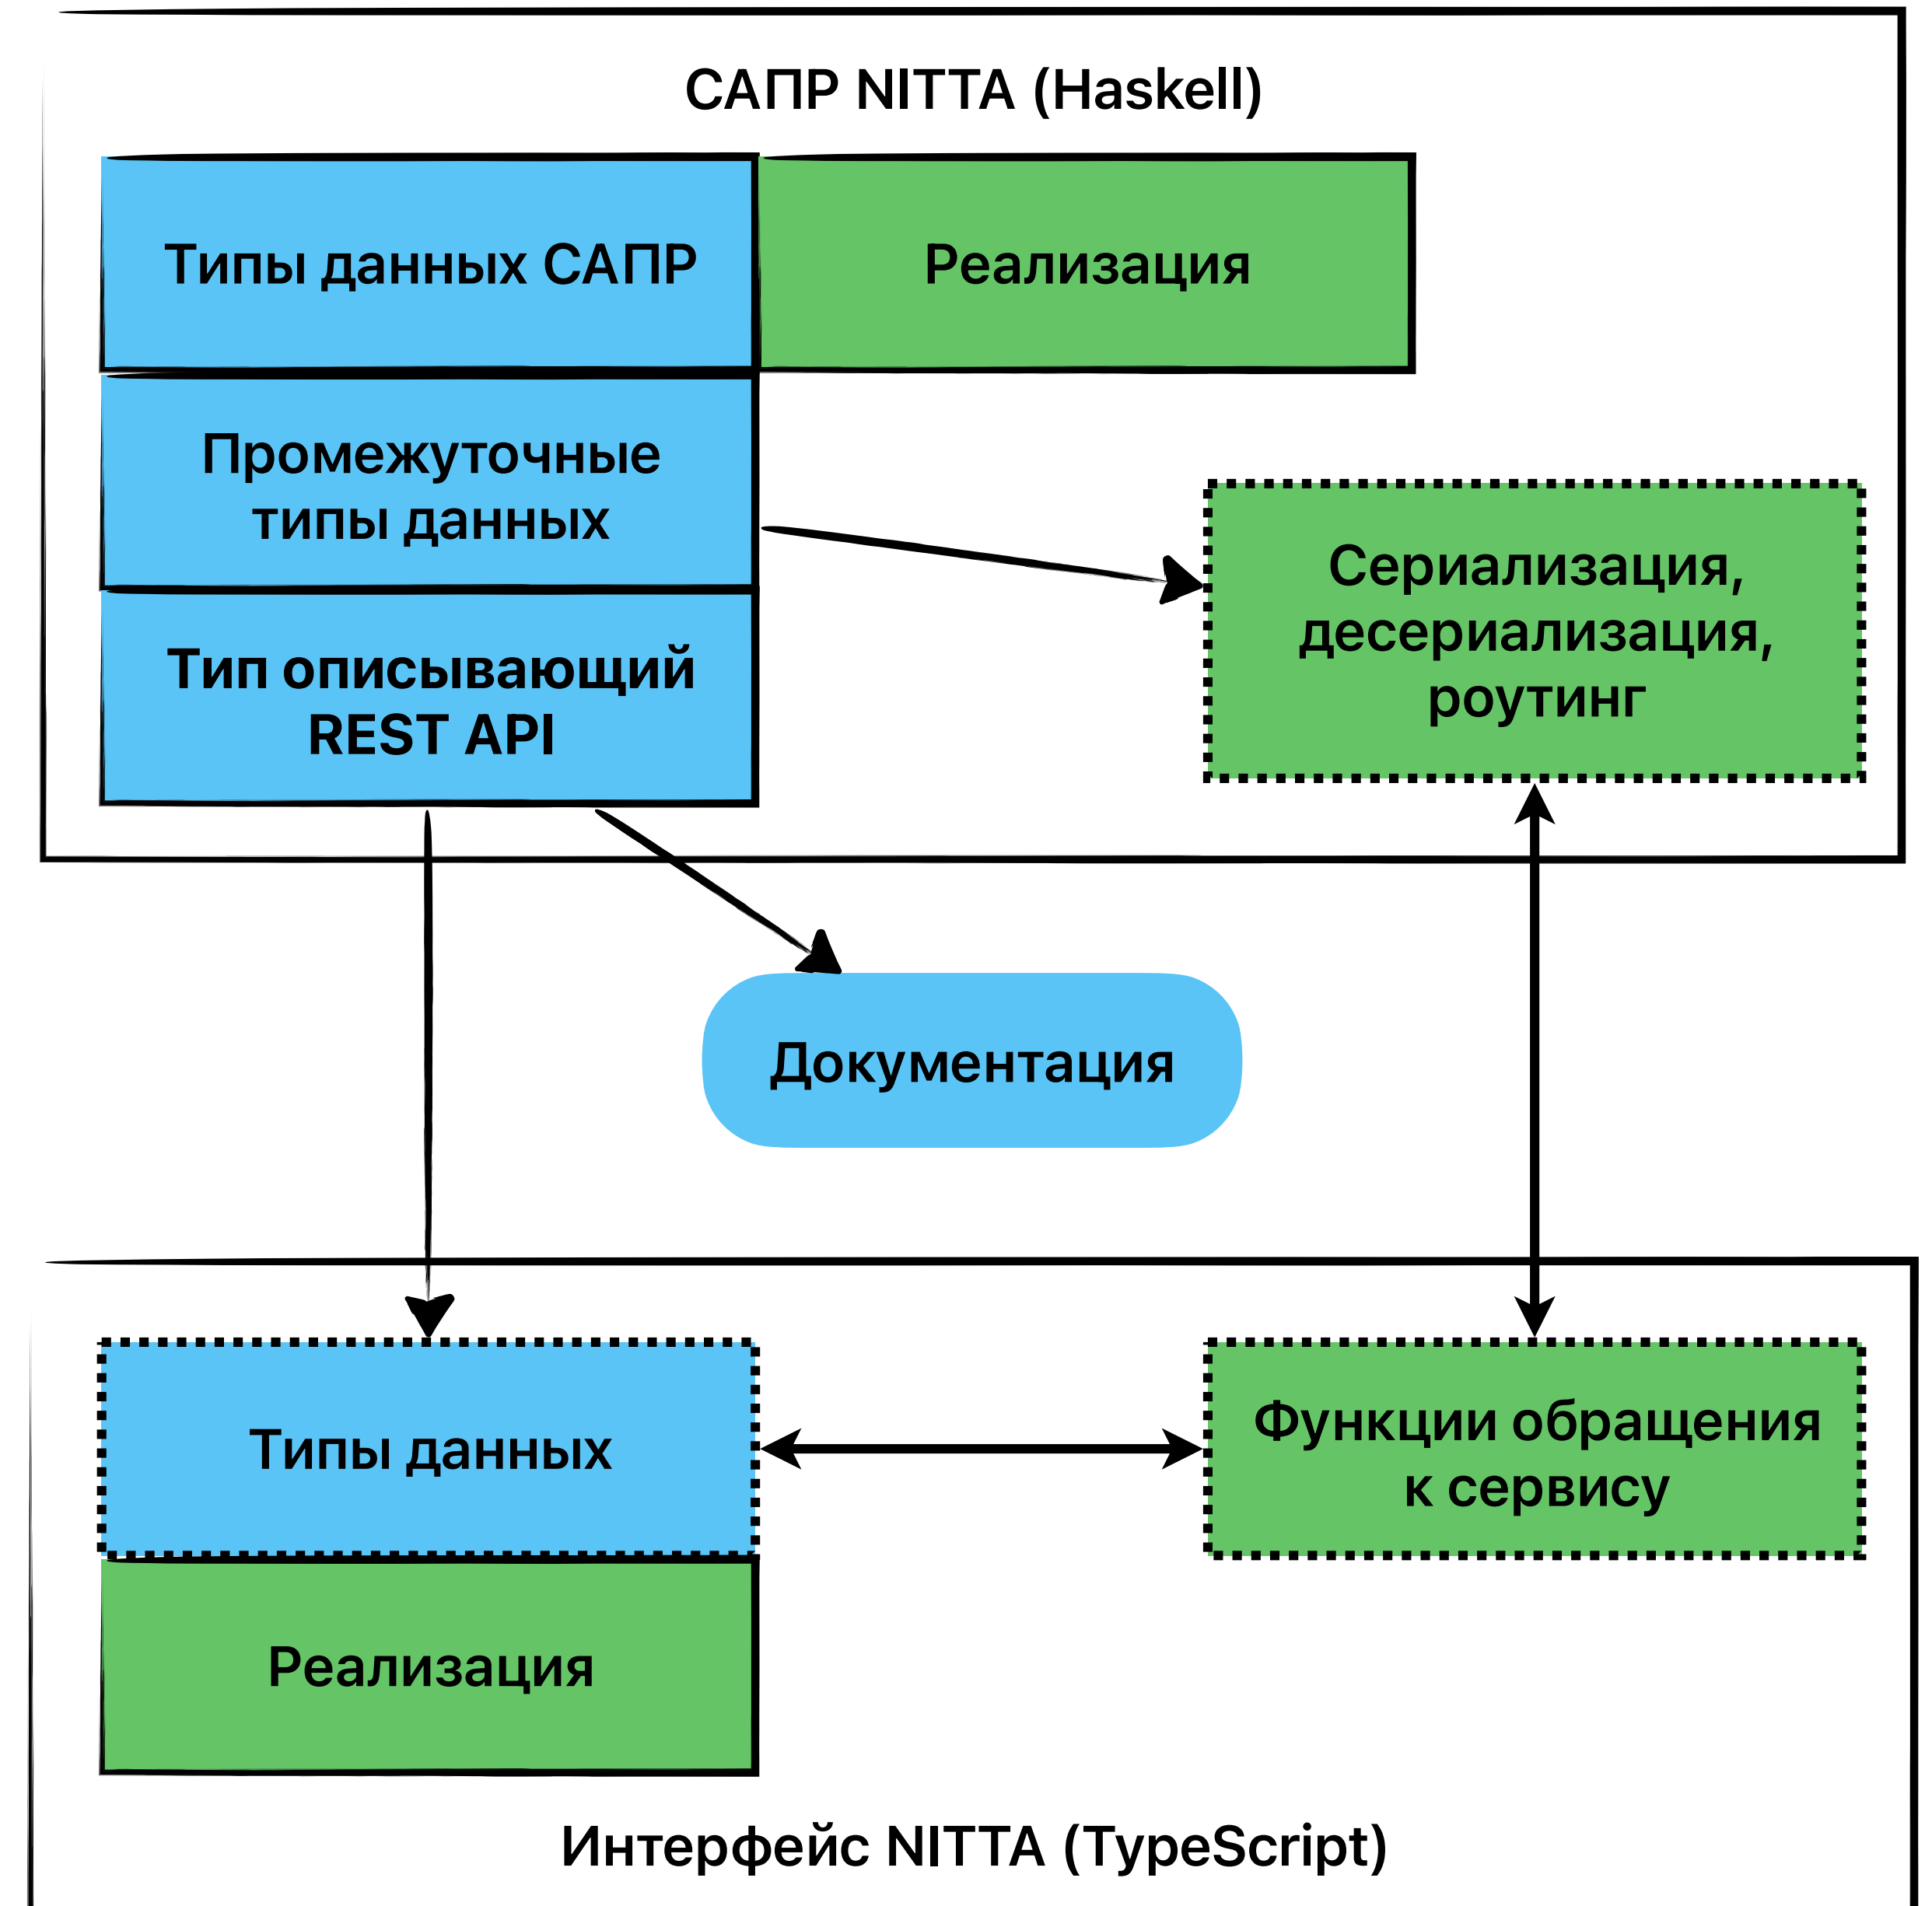 САПР NITTA (Haskell)
Типы данных САПР
Реализация
Промежуточные
типы данных
Тип описывающий
REST API
Сериализация,
десериализация,
роутинг
Документация
Типы данных
Функции обращения
к сервису
Реализация
Интерфейс NITTA (TypeScript)